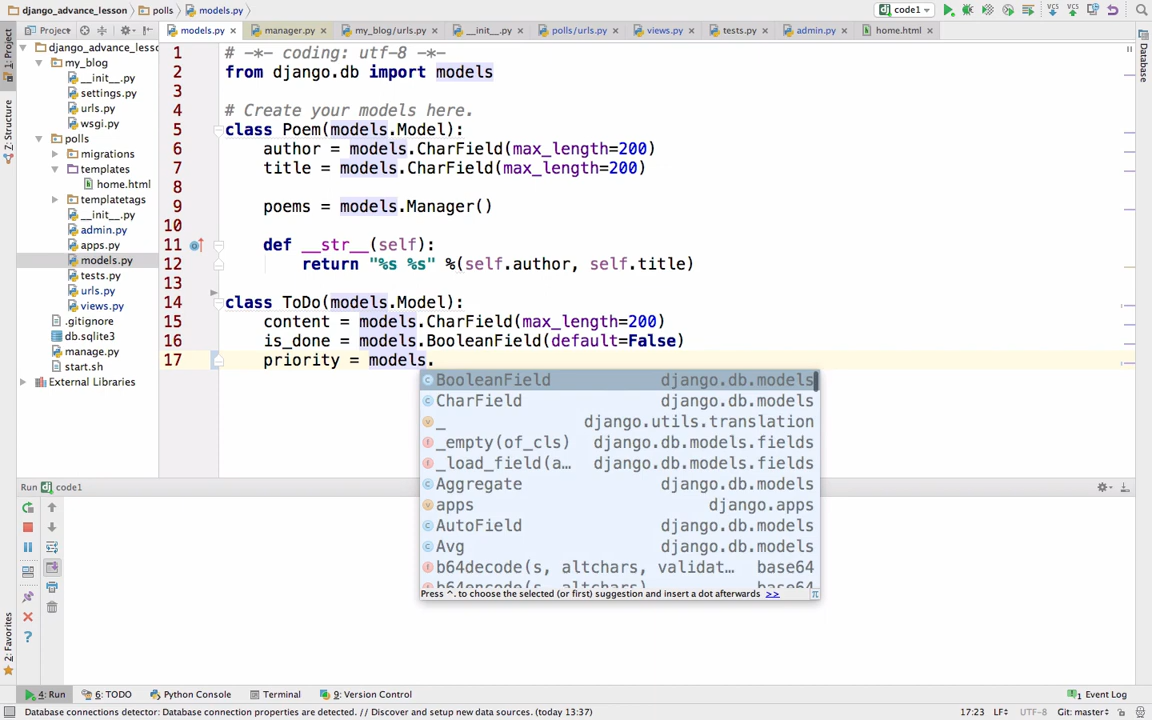 django_advance_lesson polls models.py code1
1: Project
Z: Structure
2: Favorites
Database
Project
models.py manager.py my_blog/urls.py __init__.py polls/urls.py views.py tests.py admin.py home.html
django_advance_lesso
my_blog
__init__.py
settings.py
urls.py
wsgi.py
polls
migrations
templates
home.html
templatetags
__init__.py
admin.py
apps.py
models.py
tests.py
urls.py
views.py
.gitignore
db.sqlite3
manage.py
start.sh
External Libraries
1 # -*- coding: utf-8 -*-
2 from django.db import models
3
4 # Create your models here.
5 class Poem(models.Model):
6 author = models.CharField(max_length=200)
7 title = models.CharField(max_length=200)
8
9 poems = models.Manager()
10
11 def __str__(self):
12 return "%s %s" %(self.author, self.title)
13
14 class ToDo(models.Model):
15 content = models.CharField(max_length=200)
16 is_done = models.BooleanField(default=False)
17 priority = models.
BooleanField django.db.models
CharField django.db.models
_ django.utils.translation
_empty(of_cls) django.db.models.fields
_load_field(a… django.db.models.fields
Aggregate django.db.models
apps django.apps
AutoField django.db.models
Avg django.db.models
b64decode(s, altchars, validat… base64
b64encode(s, altchars) base64
Press ^. to choose the selected (or first) suggestion and insert a dot afterwards >> π
Run code1
4: Run 6: TODO Python Console Terminal 9: Version Control 1 Event Log
Database connections detector: Database connection properties are detected. // Discover and setup new data sources. (today 13:37) 17:23 LF UTF-8 Git: master